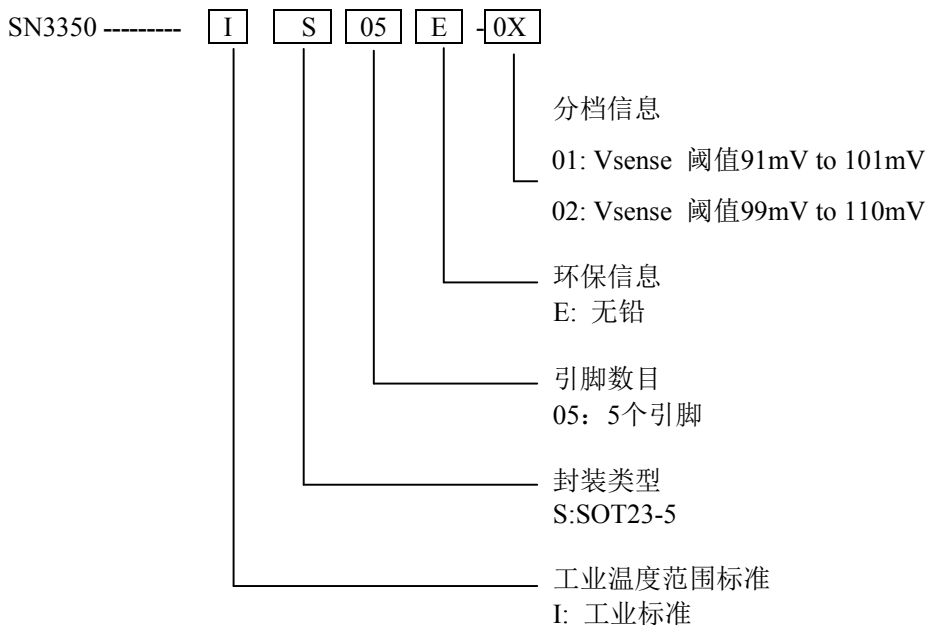 SN3350 --------- I S 05 E -0X
分档信息
01: Vsense 阈值91mV to 101mV
02: Vsense 阈值99mV to 110mV
环保信息
E: 无铅
引脚数目
05：5个引脚
封装类型
S:SOT23-5
工业温度范围标准
I: 工业标准